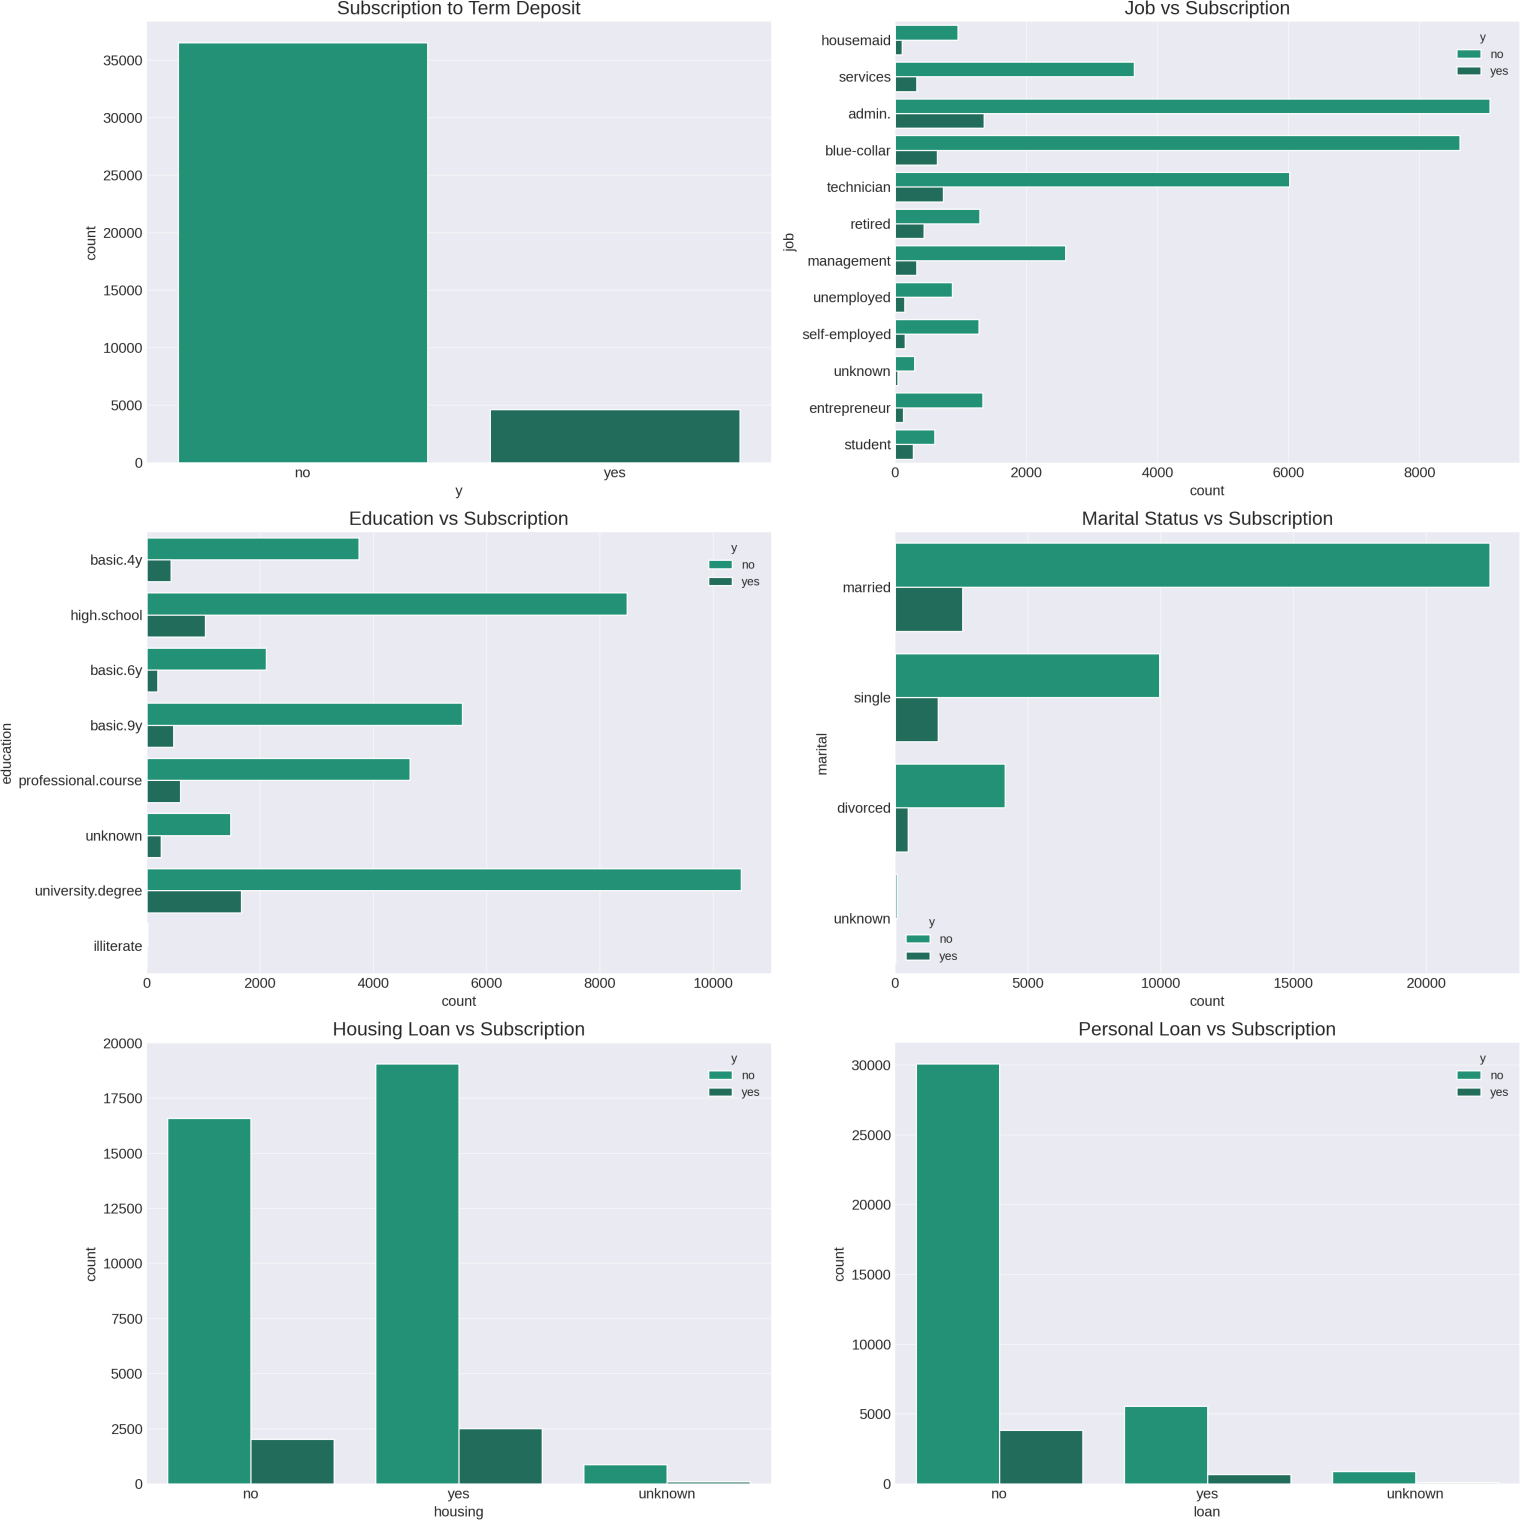 Subscription to Term Deposit
count
35000
30000
25000
20000
15000
10000
5000
0
no
yes
y
Job vs Subscription
job
housemaid
services
admin.
blue-collar
technician
retired
management
unemployed
self-employed
unknown
entrepreneur
student
y
no
yes
0
2000
4000
6000
8000
count
Education vs Subscription
education
basic.4y
high.school
basic.6y
basic.9y
professional.course
unknown
university.degree
illiterate
y
no
yes
0
2000
4000
6000
8000
10000
count
Marital Status vs Subscription
marital
married
single
divorced
unknown
y
no
yes
0
5000
10000
15000
20000
count
Housing Loan vs Subscription
count
20000
17500
15000
12500
10000
7500
5000
2500
0
y
no
yes
no
yes
unknown
housing
Personal Loan vs Subscription
count
30000
25000
20000
15000
10000
5000
0
y
no
yes
no
yes
unknown
loan